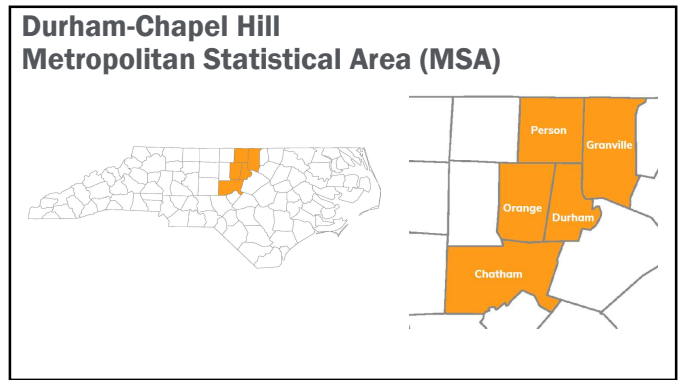 Durham-Chapel Hill
Metropolitan Statistical Area (MSA)
Person
Granville
Orange
Durham
Chatham